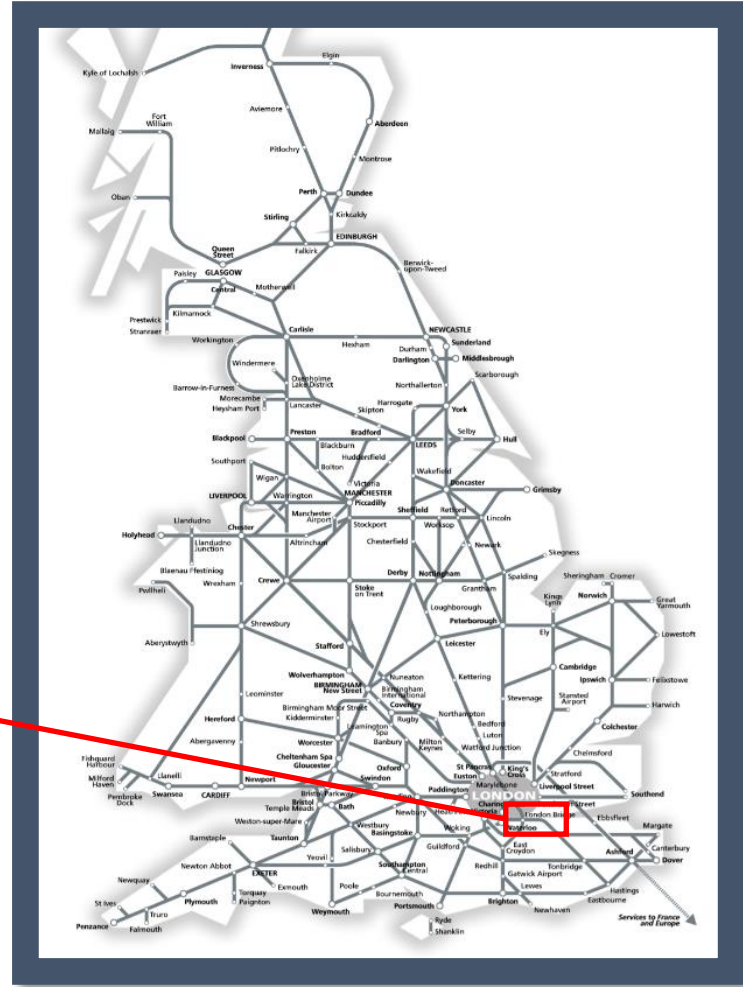 Elgin
Inverness
Kyle of Lochalsh
Aviemore
Fort
William
Mallaig
Aberdeen
Pitlochry
Montrose
Perth
Dundee
Oban
Stirling
Kirkcaldy
EDINBURGH
Queen
Street
Falkirk
Berwick-
upon-Tweed
Paisley
GLASGOW
Central
Motherwell
Prestwick
Kilmarnock
Stranraer
Carlisle
NEWCASTLE
Workington
Hexham
Durham
Sunderland
Darlington
Middlesbrough
Windermere
Scarborough
Oxenholme
Lake District
Barrow-In-Furness
Northallerton
Morecambe
Lancaster
Harrogate
Heysham Port
Skipton
York
Blackpool
Preston
Bradford
Selby
Blackburn
LEEDS
Hull
Southport
Bolton
Huddersfield
Wigan
Victoria
Wakefield
MANCHESTER
Doncaster
LIVERPOOL
Warrington
Piccadilly
Grimsby
Manchester
Airport
Sheffield
Retford
Llandudno
Chester
Stockport
Worksop
Lincoln
Holyhead
Llandudno
Junction
Altrincham
Chesterfield
Newark
Skegness
Blaenau Ffestiniog
Crewe
Derby
Nottingham
Spalding
Sheringham
Cromer
Pwllheli
Wrexham
Stoke
on Trent
Grantham
Kings
Lynn
Norwich
Great
Yarmouth
Loughborough
Peterborough
Shrewsbury
Ely
Lowestoft
Aberystwyth
Stafford
Leicester
Cambridge
Wolverhampton
Nuneaton
Kettering
Ipswich
Felixstowe
BIRMINGHAM
New Street
Birmingham
International
Leominster
Stevenage
Stansted
Airport
Birmingham Moor Street
Coventry
Harwich
Kidderminster
Northampton
Hereford
Leamington
Spa
Rugby
Bedford
Colchester
Worcester
Banbury
Milton
Keynes
Luton
Abergavenny
Watford Junction
Chelmsford
Cheltenham Spa
Fishguard
Harbour
Gloucester
Oxford
St Pancras
King's
Cross
Stratford
Llanelli
Newport
Swindon
Euston
Milford
Haven
Marylebone
Liverpool Street
Pembroke
Dock
Swansea
CARDIFF
Bristol Parkway
Paddington
LONDON
Southend
Bristol
Temple Meads
Bath
Newbury
Street
London Bridge
Ebbsfleet
Weston-super-Mare
Westbury
Basingstoke
Woking
Waterloo
Margate
Barnstaple
Taunton
Salisbury
Guildford
East
Croydon
Canterbury
Yeovil
Ashford
Dover
Newton Abbot
Southampton
Central
Redhill
Tonbridge
EXETER
Gatwick Airport
Newquay
Exmouth
Poole
Lewes
Hastings
Torquay
Paignton
Bournemouth
Eastbourne
St Ives
Plymouth
Weymouth
Portsmouth
Brighton
Newhaven
Truro
Ryde
Penzance
Falmouth
Shanklin
Services to France
and Europe